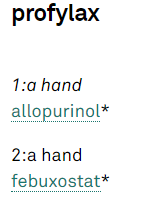 profylax
1:a hand
allopurinol*
2:a hand
febuxostat*